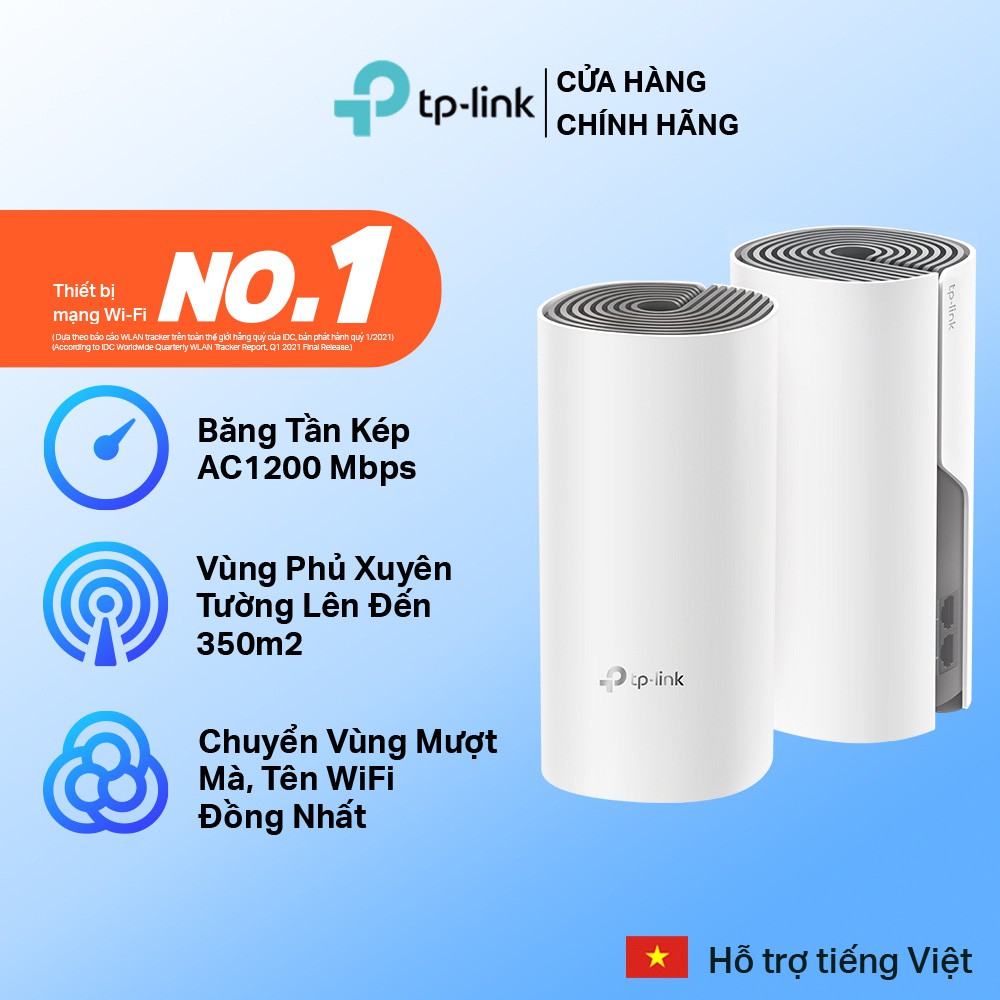 tp-link
CỬA HÀNG
CHÍNH HÃNG
Thiết bị
mạng Wi-Fi
NO.1
(Dựa theo báo cáo WLAN tracker trên toàn thế giới hằng quý của IDC, bản phát hành quý 1/2021)
(According to IDC Worldwide Quarterly WLAN Tracker Report, Q1 2021 Final Release.)
Băng Tần Kép
AC1200 Mbps
Vùng Phủ Xuyên
Tường Lên Đến
350m2
Chuyển Vùng Mượt
Mà, Tên WiFi
Đồng Nhất
tp-link
tp-link
Hỗ trợ tiếng Việt